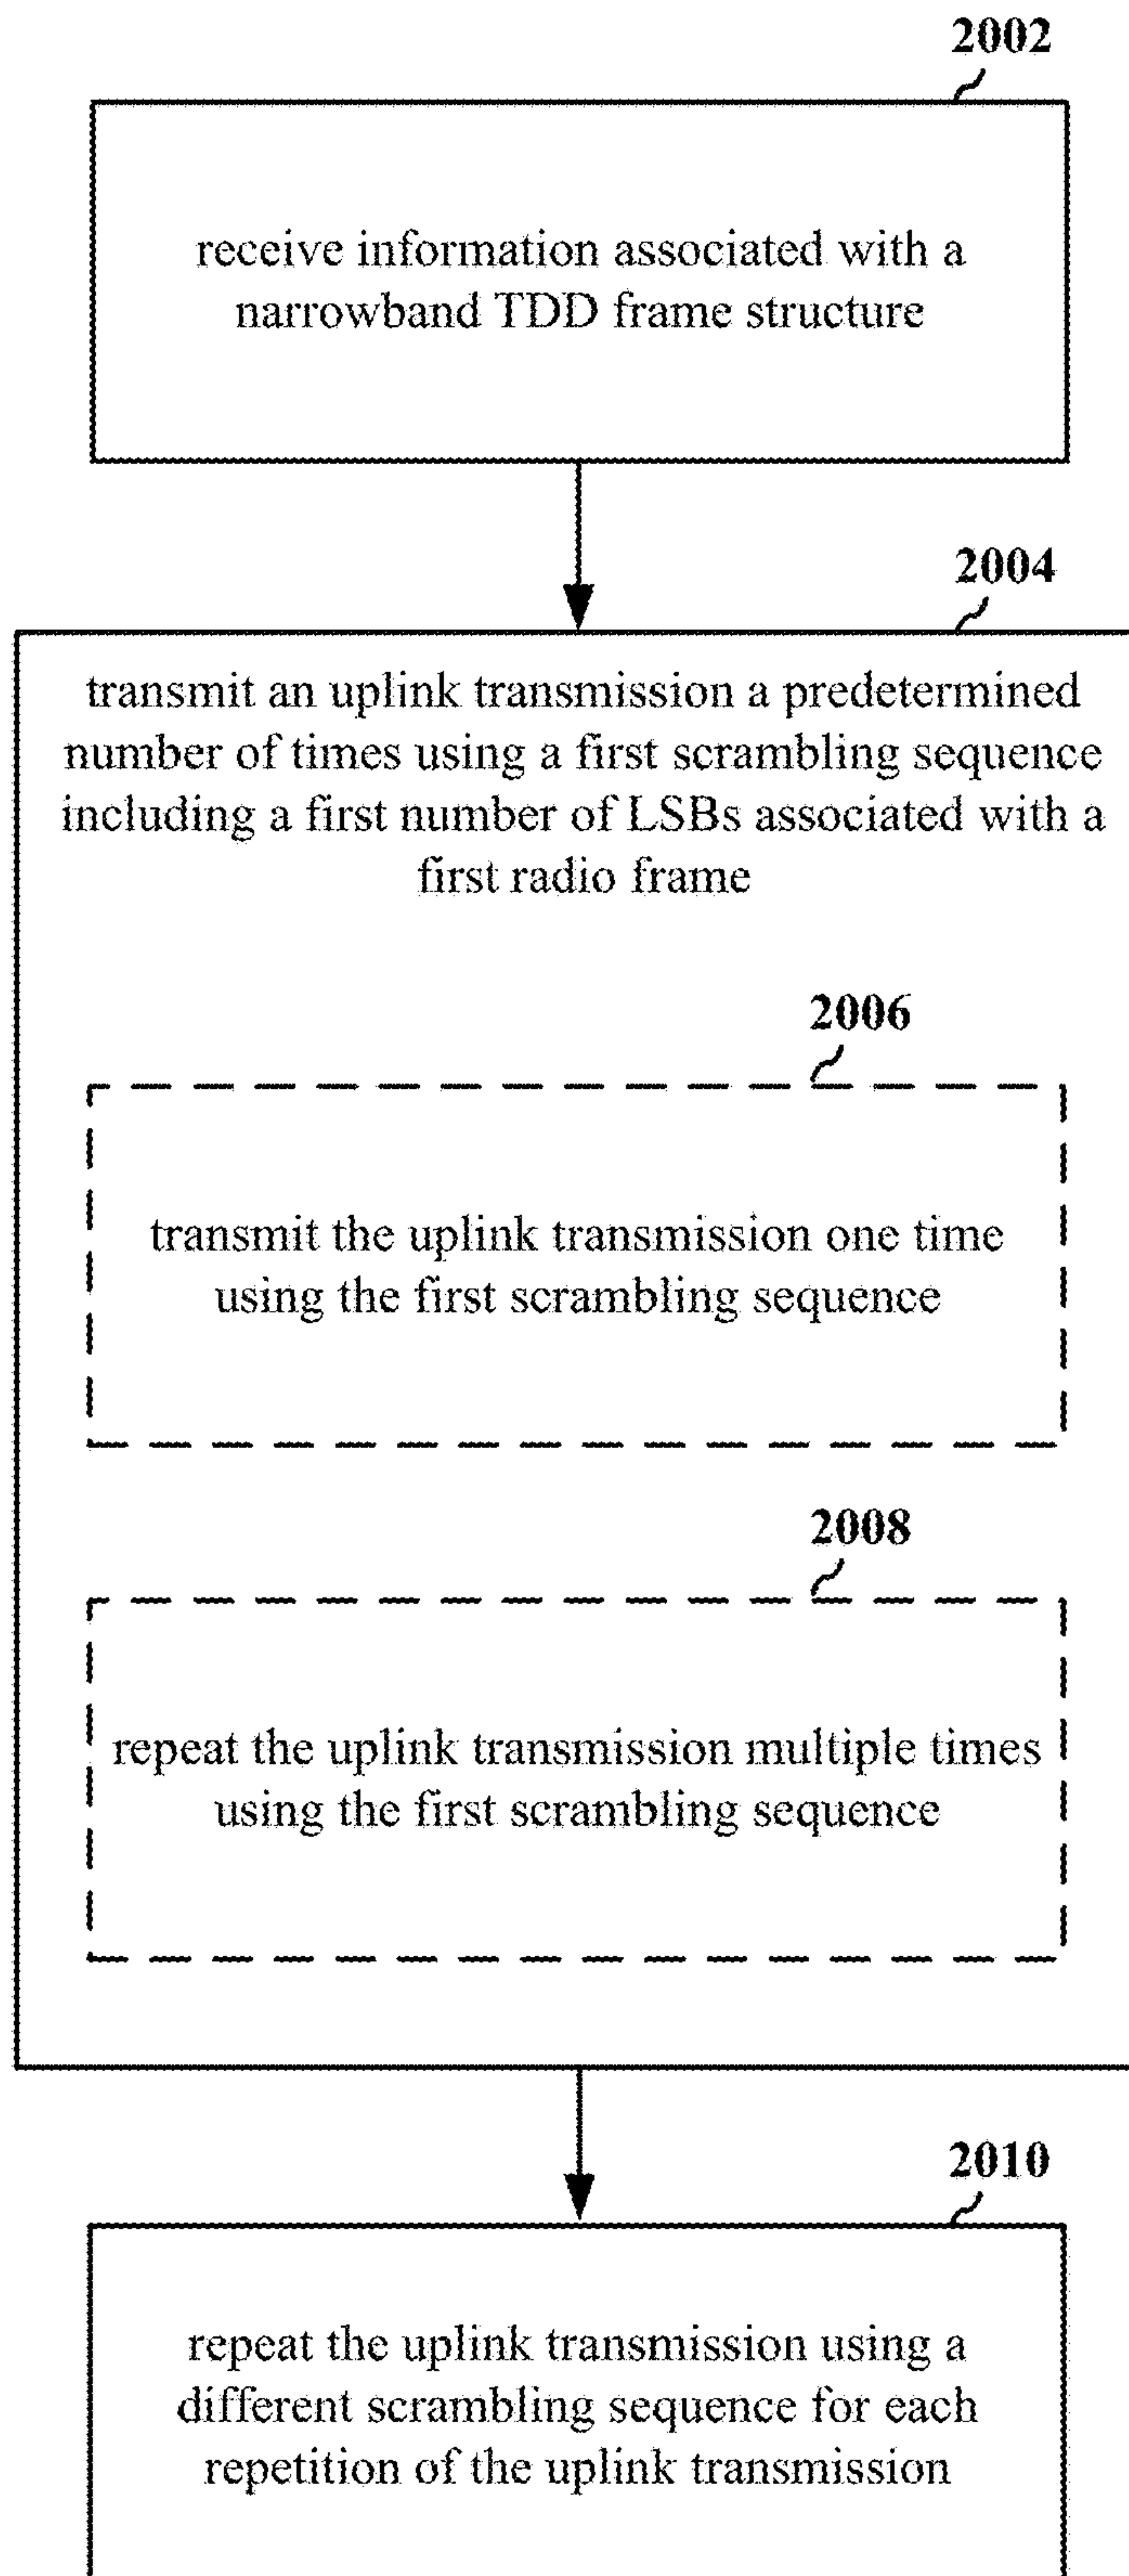 2002
receive information associated with a
narrowband TDD frame structure
2004
transmit an uplink transmission a predetermined
number of times using a first scrambling sequence
including a first number of LSBs associated with a
first radio frame
2006
transmit the uplink transmission one time
using the first scrambling sequence
2008
repeat the uplink transmission multiple times
using the first scrambling sequence
2010
repeat the uplink transmission using a
different scrambling sequence for each
repetition of the uplink transmission